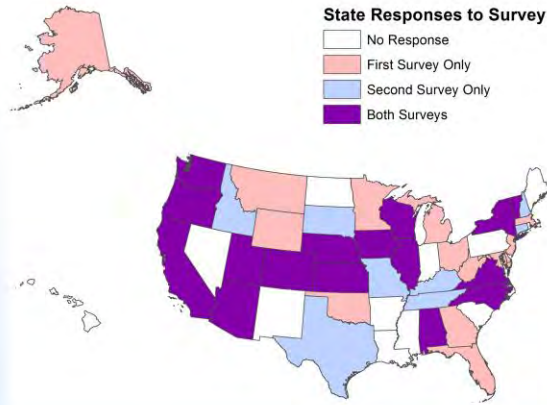 State Responses to Survey
No Response
First Survey Only
Second Survey Only
Both Surveys